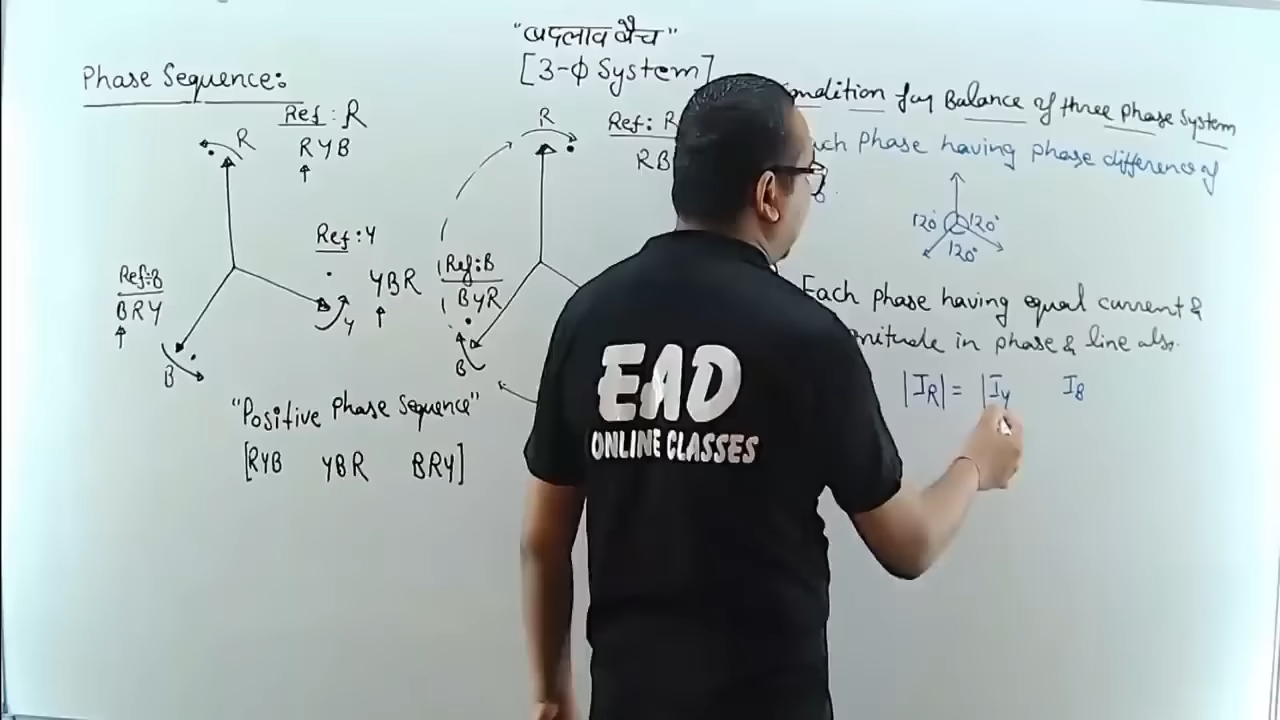 "बदलाव बैच"
[3-ϕ System]
Phase Sequence:
Ref: R
RYB
R
Ref: Y
YBR
Y
Ref: B
BRY
B
"Positive Phase Sequence"
[RYB YBR BRY]
R
Ref: R
RB
Ref: B
BYR
B
ondition for Balance of three Phase System
Phase having phase difference of
120° 120°
120°
Each phase having equal current &
in phase & line also.
|IR| = |IY IB
EAD
ONLINE CLASSES